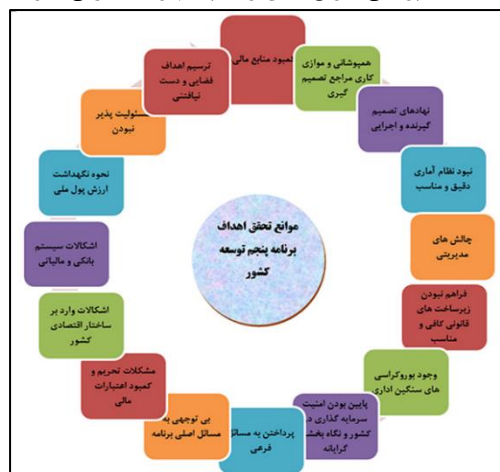 موانع تحقق اهداف
برنامه پنجم توسعه
کشور
کمبود منابع مالی
همپوشانی و موازی
کاری مراجع تصمیم
گیری
نهادهای تصمیم
گیرنده و اجرایی
نبود نظام آماری
دقیق و مناسب
چالش های
مدیریتی
فراهم نبودن
زیرساخت های
قانونی کافی و
مناسب
وجود بوروکراسی
های سنگین اداری
پایین بودن امنیت
سرمایه گذاری در
کشور و نگاه بخشی
گرایانه
پرداختن به مسائل
فرعی
بی توجهی به
مسائل اصلی برنامه
مشکلات تحریم و
کمبود اعتبارات
مالی
اشکالات وارد بر
ساختار اقتصادی
کشور
اشکالات سیستم
بانکی و مالیاتی
نحوه نگهداشت
ارزش پول ملی
مسئولیت پذیر
نبودن
ترسیم اهداف
فضایی و دست
نیافتنی